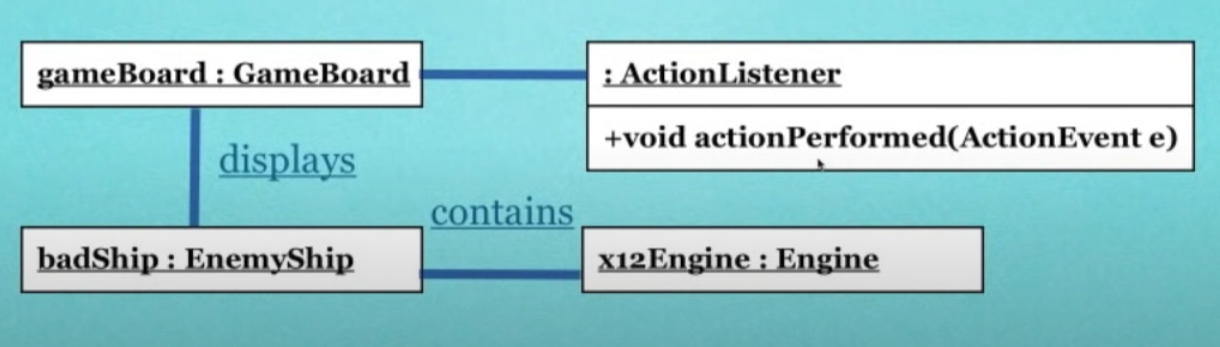 gameBoard : GameBoard
: ActionListener
+void actionPerformed(ActionEvent e)
displays
contains
badShip : EnemyShip
x12Engine : Engine